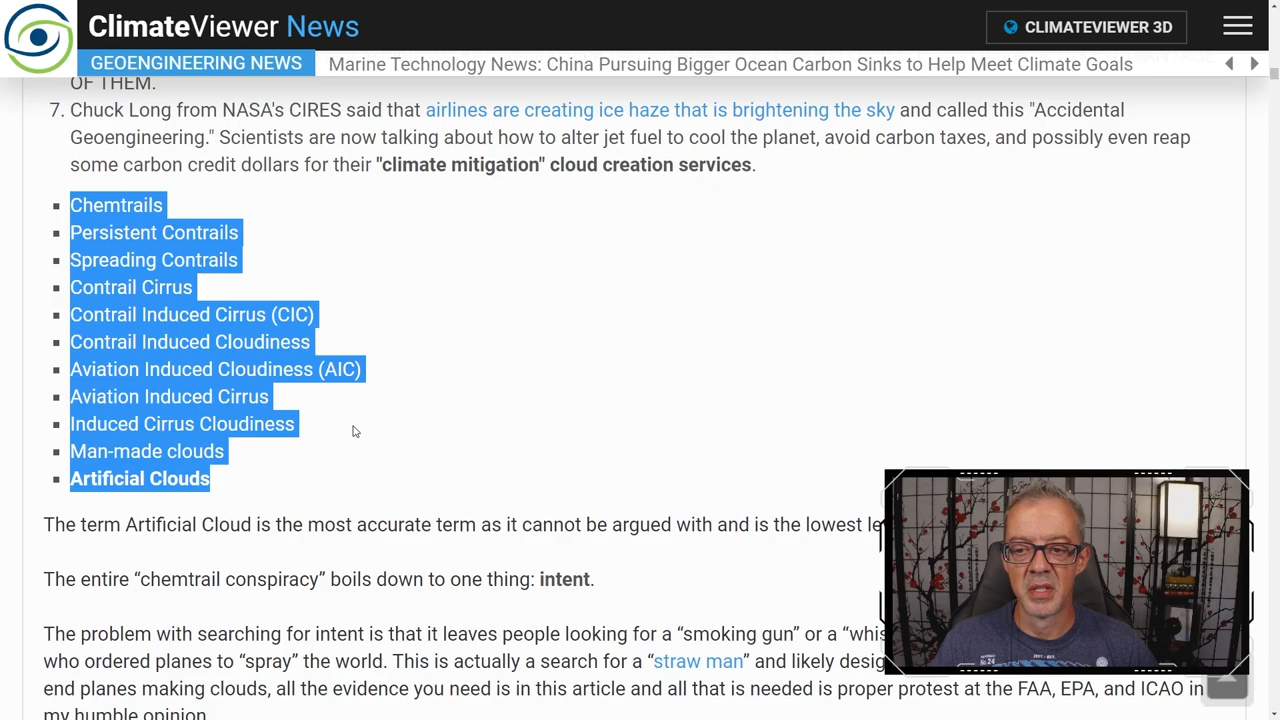 ClimateViewer News
CLIMATEVIEWER 3D
GEOENGINEERING NEWS
Marine Technology News: China Pursuing Bigger Ocean Carbon Sinks to Help Meet Climate Goals
OF THEM.
7. Chuck Long from NASA's CIRES said that airlines are creating ice haze that is brightening the sky and called this "Accidental
Geoengineering." Scientists are now talking about how to alter jet fuel to cool the planet, avoid carbon taxes, and possibly even reap
some carbon credit dollars for their "climate mitigation" cloud creation services.
Chemtrails
Persistent Contrails
Spreading Contrails
Contrail Cirrus
Contrail Induced Cirrus (CIC)
Contrail Induced Cloudiness
Aviation Induced Cloudiness (AIC)
Aviation Induced Cirrus
Induced Cirrus Cloudiness
Man-made clouds
Artificial Clouds
The term Artificial Cloud is the most accurate term as it cannot be argued with and is the lowest
The entire “chemtrail conspiracy” boils down to one thing: intent.
The problem with searching for intent is that it leaves people looking for a “smoking gun” or a
who ordered planes to “spray” the world. This is actually a search for a “straw man” and likely
end planes making clouds, all the evidence you need is in this article and all that is needed is proper protest at the FAA, EPA, and ICAO in
my humble opinion.